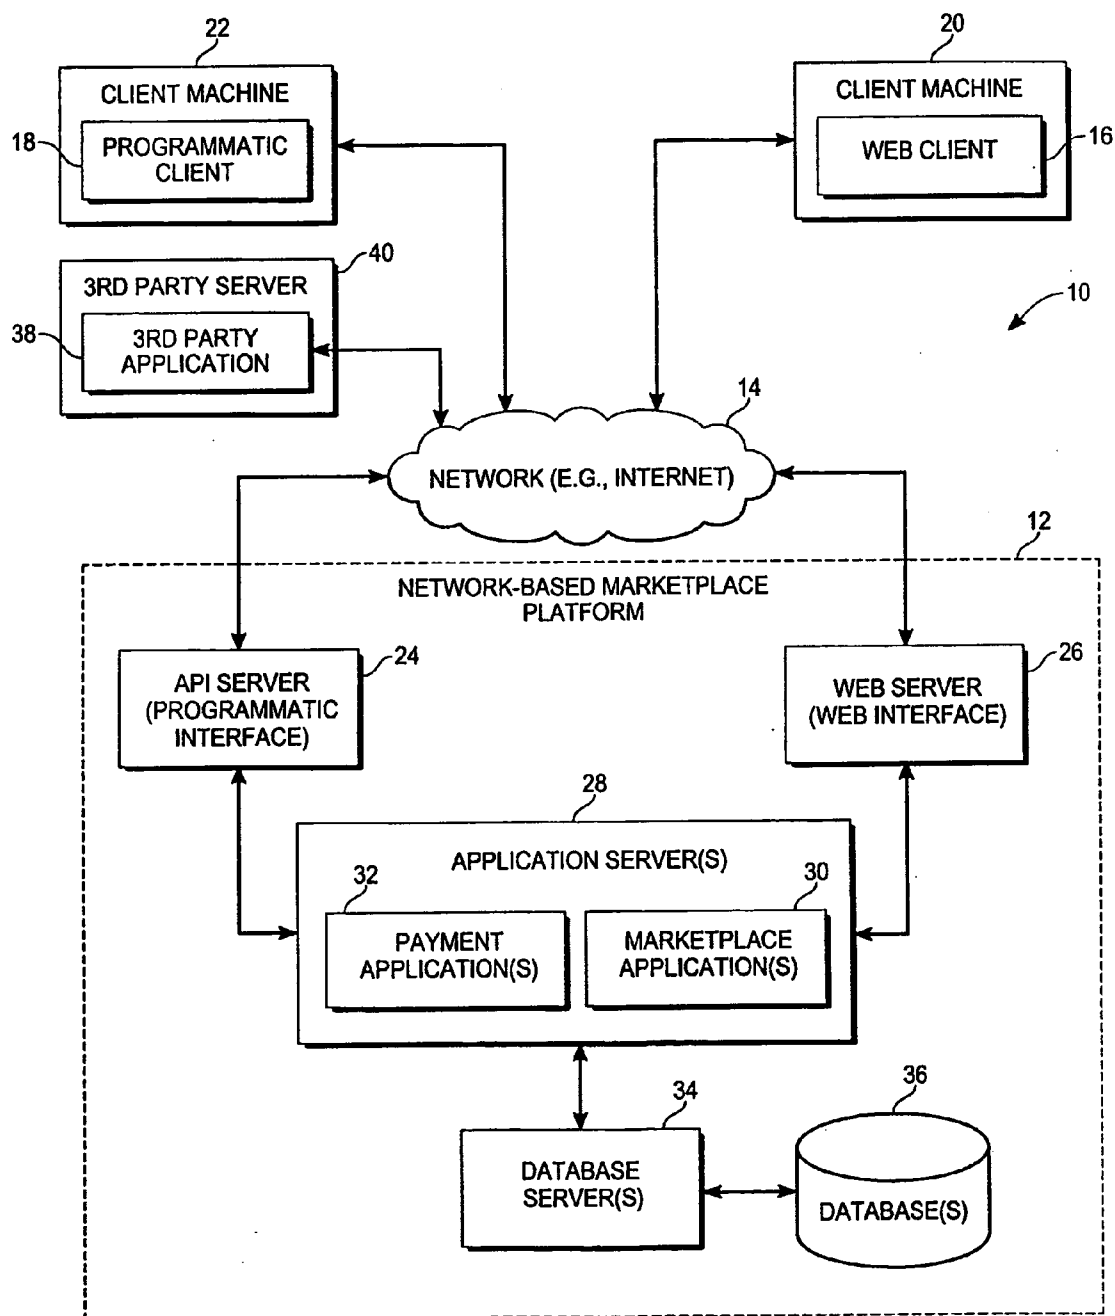 22
CLIENT MACHINE
18
PROGRAMMATIC
CLIENT
20
CLIENT MACHINE
WEB CLIENT
16
40
3RD PARTY SERVER
38
3RD PARTY
APPLICATION
10
14
NETWORK (E.G., INTERNET)
12
NETWORK-BASED MARKETPLACE
PLATFORM
24
API SERVER
(PROGRAMMATIC
INTERFACE)
26
WEB SERVER
(WEB INTERFACE)
28
APPLICATION SERVER(S)
32
PAYMENT
APPLICATION(S)
30
MARKETPLACE
APPLICATION(S)
34
DATABASE
SERVER(S)
36
DATABASE(S)